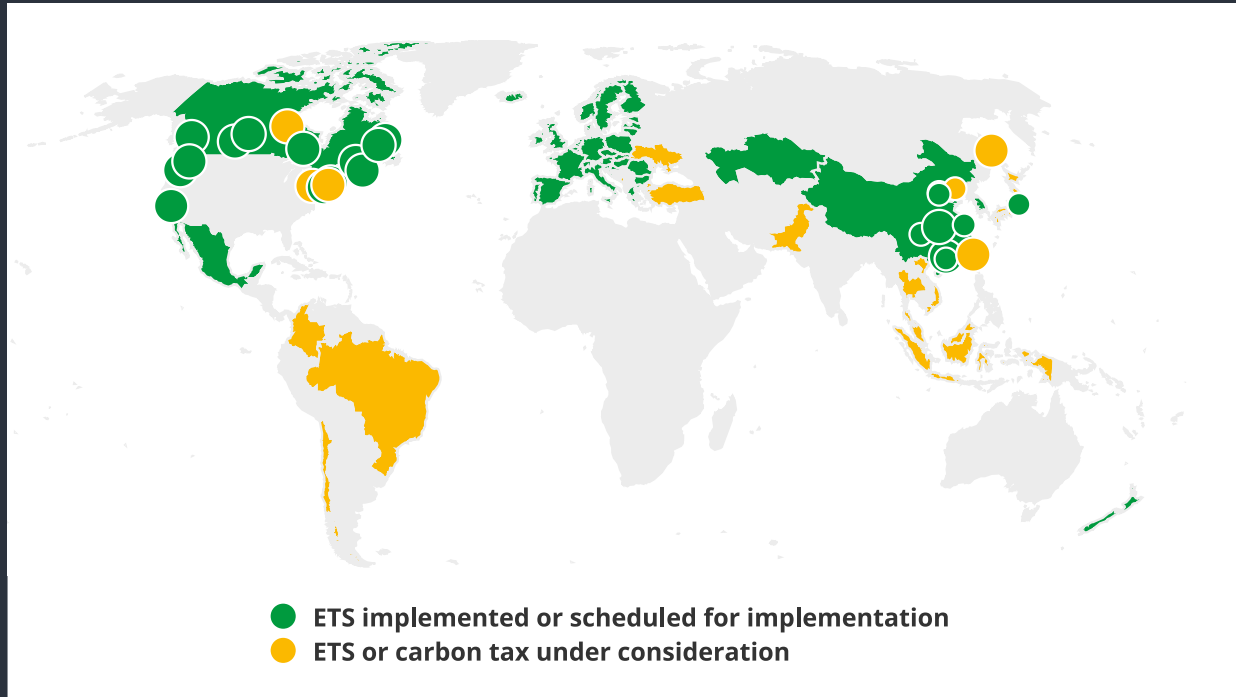 ETS implemented or scheduled for implementation
ETS or carbon tax under consideration